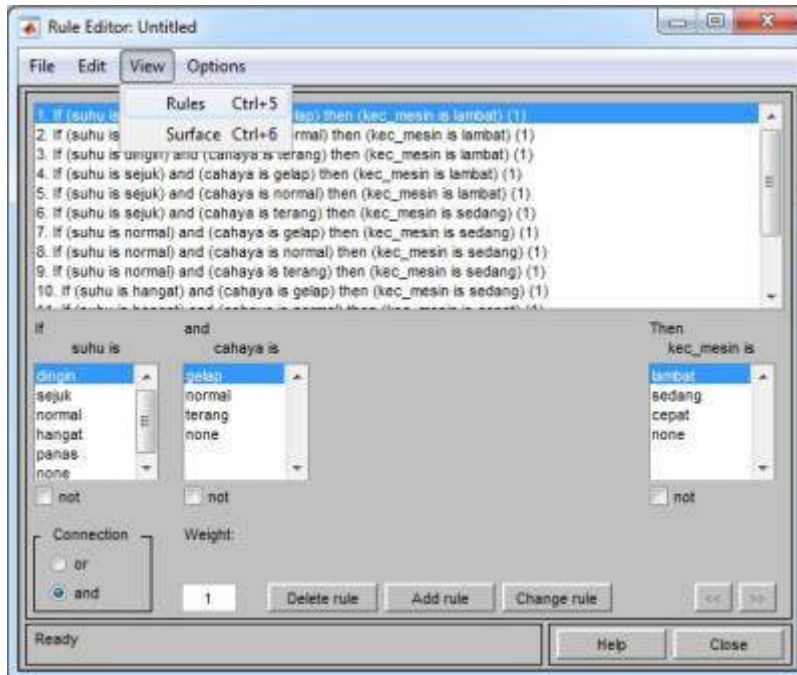 Rule Editor: Untitled
File Edit View Options
Rules Ctrl+5
Surface Ctrl+6
1. If (suhu is lap) then (kec_mesin is lambat) (1)
2. If (suhu is rmal) then (kec_mesin is lambat) (1)
3. If (suhu is dingin) and (cahaya is terang) then (kec_mesin is lambat) (1)
4. If (suhu is sejuk) and (cahaya is gelap) then (kec_mesin is lambat) (1)
5. If (suhu is sejuk) and (cahaya is normal) then (kec_mesin is lambat) (1)
6. If (suhu is sejuk) and (cahaya is terang) then (kec_mesin is sedang) (1)
7. If (suhu is normal) and (cahaya is gelap) then (kec_mesin is sedang) (1)
8. If (suhu is normal) and (cahaya is normal) then (kec_mesin is sedang) (1)
9. If (suhu is normal) and (cahaya is terang) then (kec_mesin is sedang) (1)
10. If (suhu is hangat) and (cahaya is gelap) then (kec_mesin is sedang) (1)
If and Then
suhu is cahaya is kec_mesin is
dingin gelap lambat
sejuk normal sedang
normal terang cepat
hangat none none
panas
none
not not not
Connection Weight:
or
and 1 Delete rule Add rule Change rule << >>
Ready Help Close